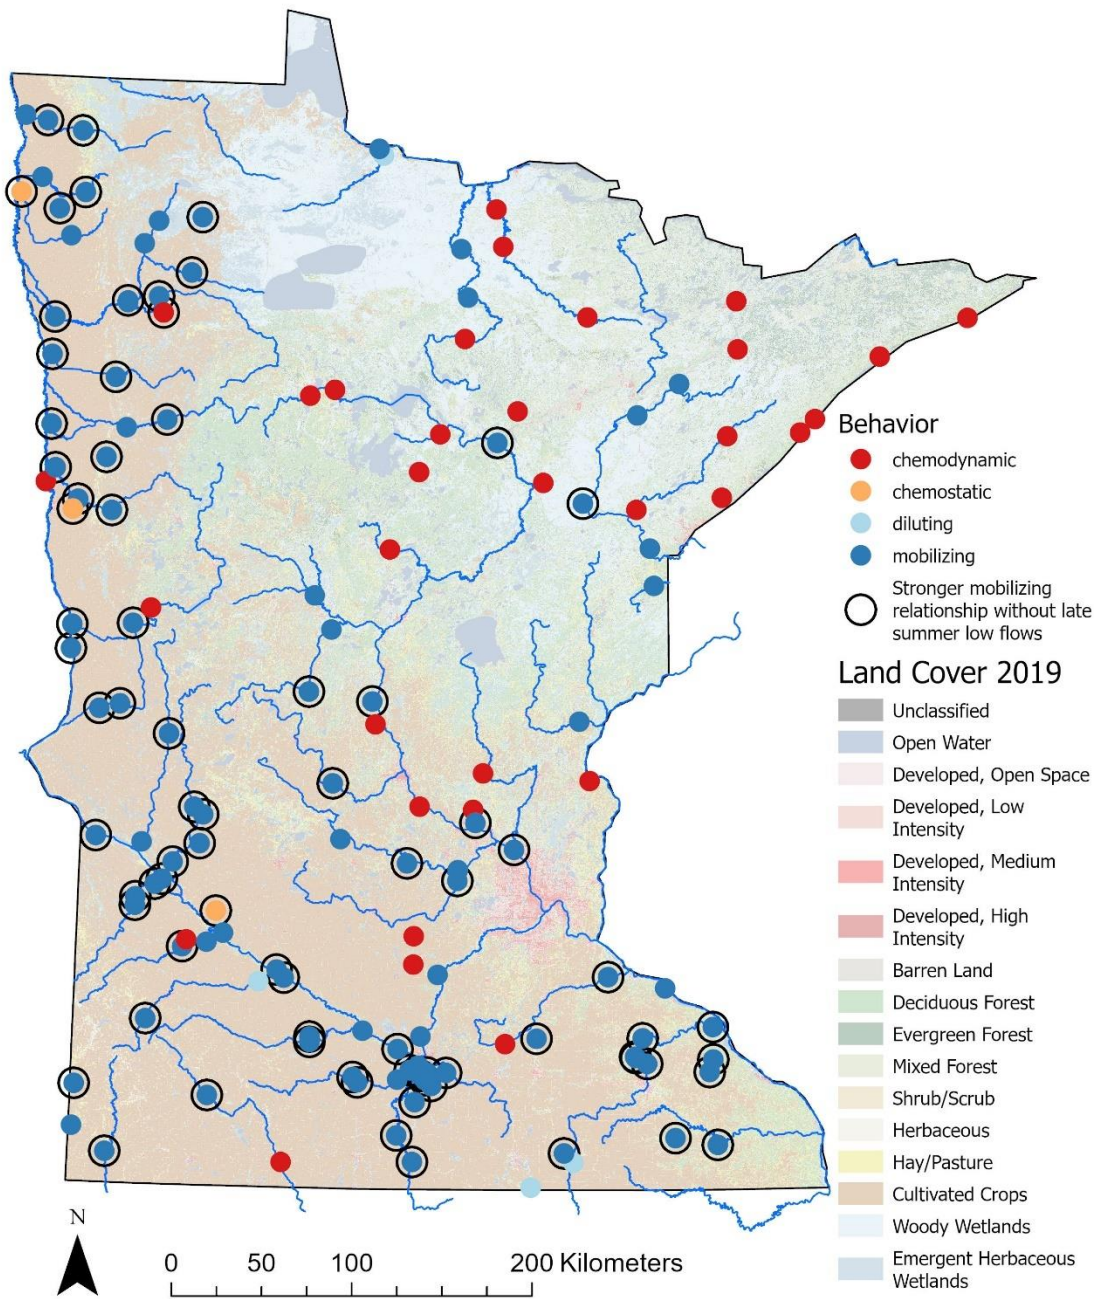 Behavior
chemodynamic
chemostatic
diluting
mobilizing
Stronger mobilizing
relationship without late
summer low flows
Land Cover 2019
Unclassified
Open Water
Developed, Open Space
Developed, Low
Intensity
Developed, Medium
Intensity
Developed, High
Intensity
Barren Land
Deciduous Forest
Evergreen Forest
Mixed Forest
Shrub/Scrub
Herbaceous
Hay/Pasture
Cultivated Crops
Woody Wetlands
Emergent Herbaceous
Wetlands
N
0 50 100 200 Kilometers